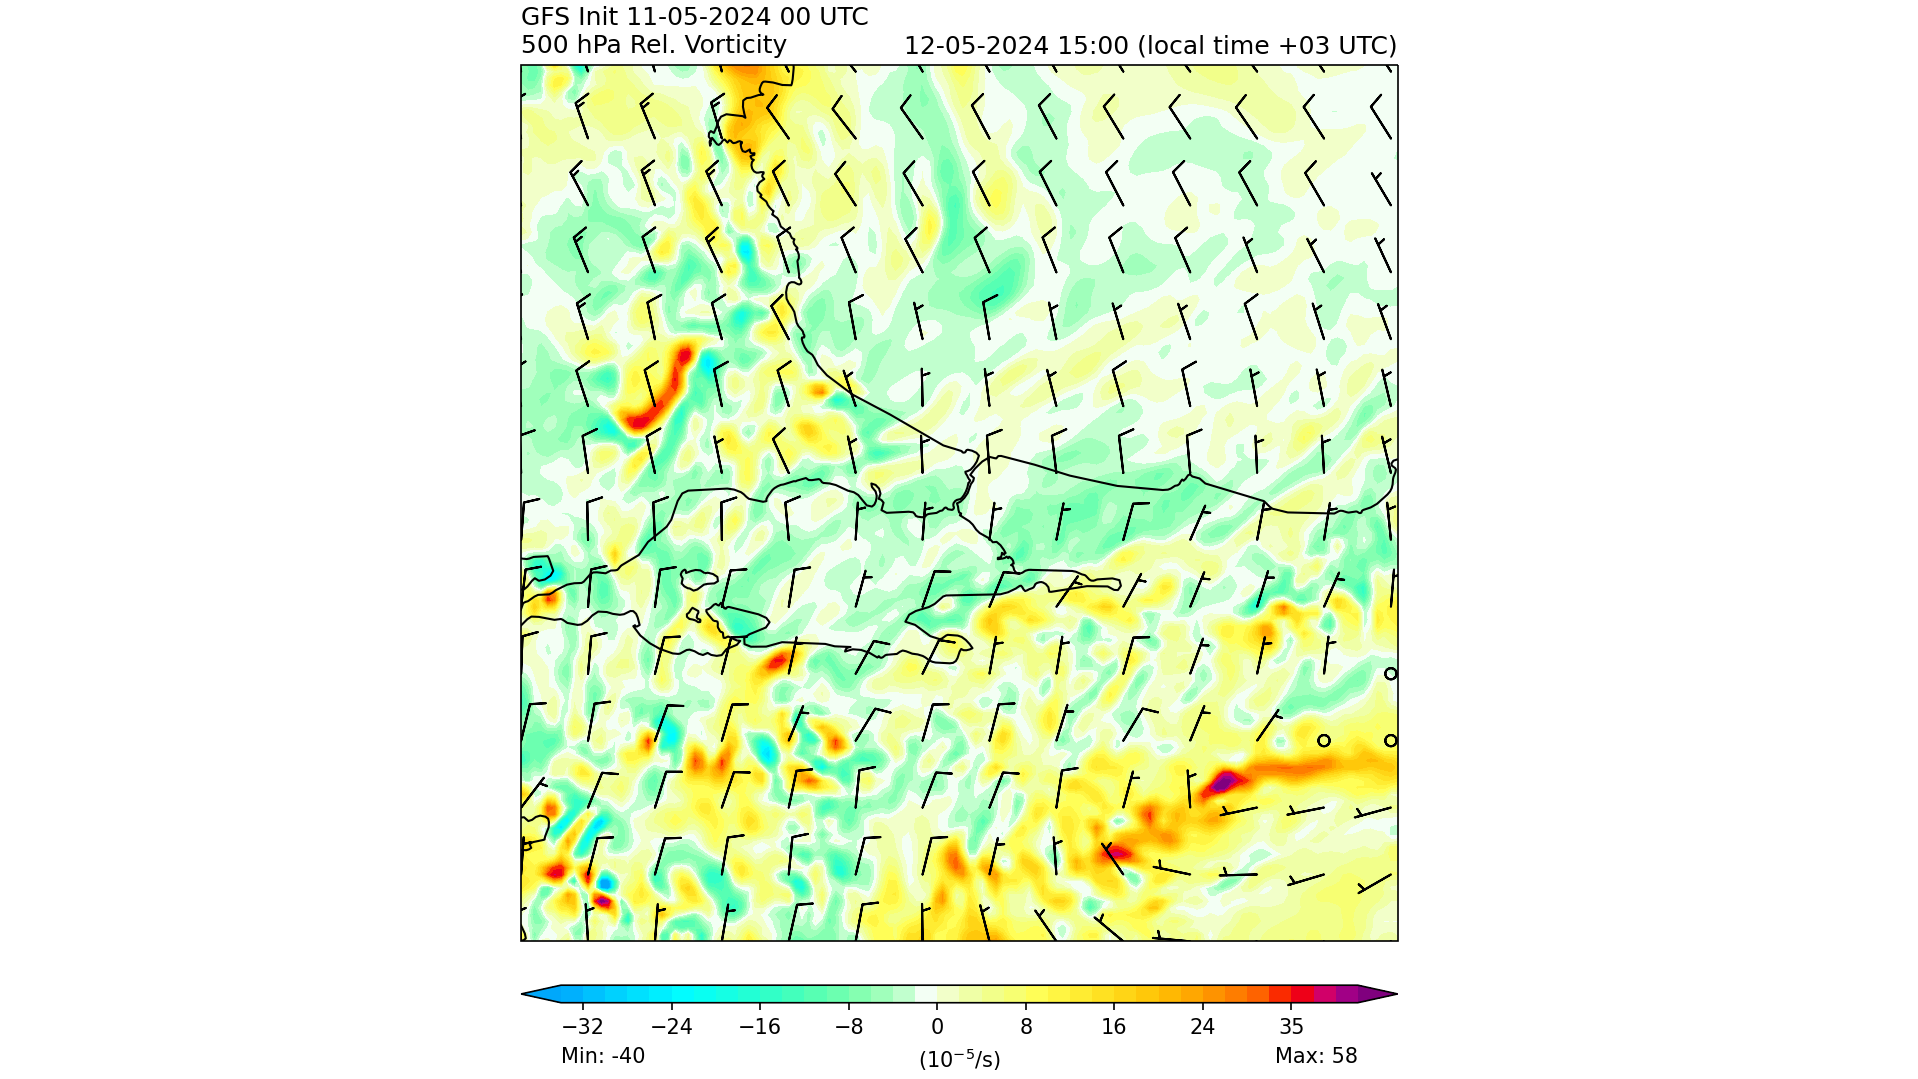 GFS Init 11-05-2024 00 UTC
500 hPa Rel. Vorticity
12-05-2024 15:00 (local time +03 UTC)
−32 −24 −16 −8 0 8 16 24 35
Min: -40 (10⁻⁵/s) Max: 58